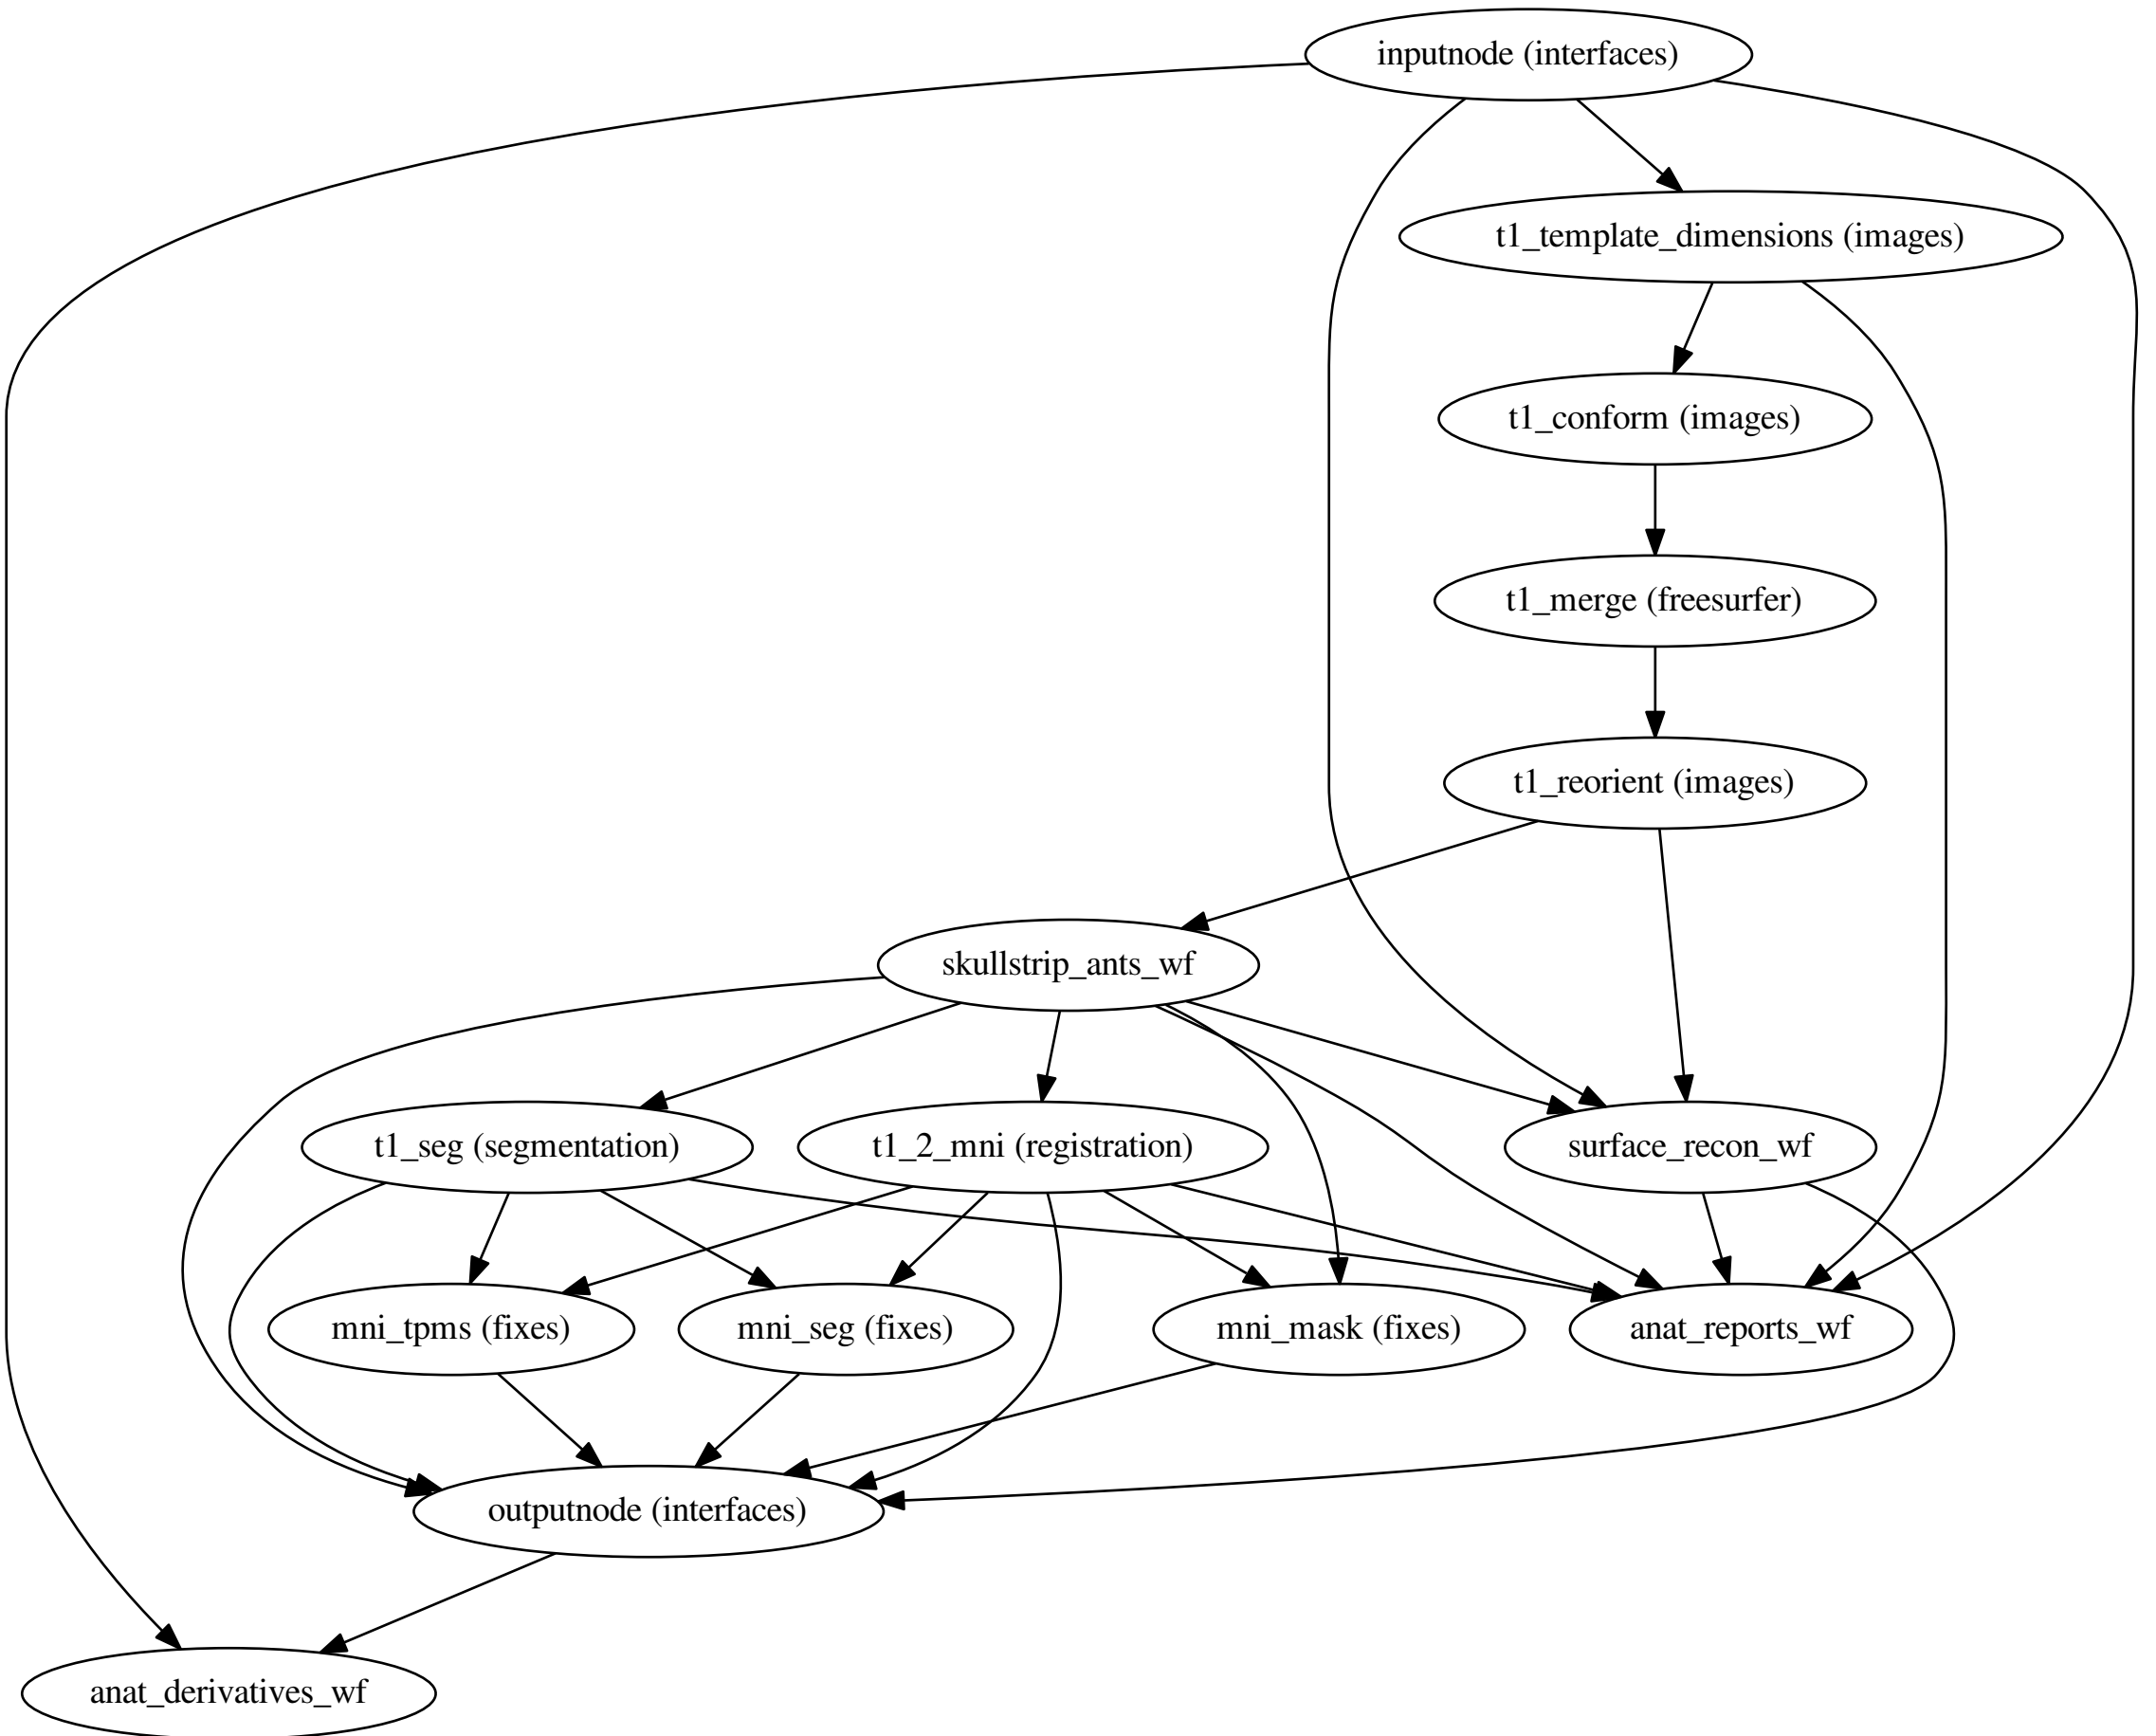 inputnode (interfaces)
t1_template_dimensions (images)
t1_conform (images)
t1_merge (freesurfer)
t1_reorient (images)
skullstrip_ants_wf
t1_seg (segmentation)
t1_2_mni (registration)
surface_recon_wf
mni_tpms (fixes)
mni_seg (fixes)
mni_mask (fixes)
anat_reports_wf
outputnode (interfaces)
anat_derivatives_wf